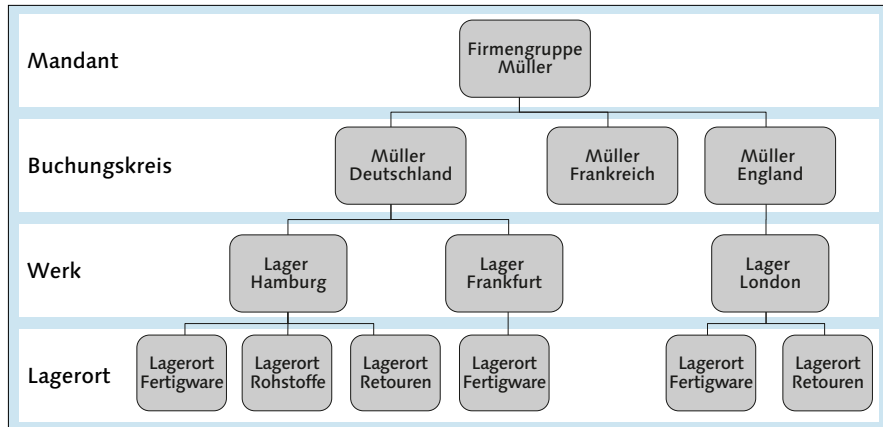 Mandant
Firmengruppe
Müller
Buchungskreis
Müller
Deutschland
Müller
Frankreich
Müller
England
Werk
Lager
Hamburg
Lager
Frankfurt
Lager
London
Lagerort
Lagerort
Fertigware
Lagerort
Rohstoffe
Lagerort
Retouren
Lagerort
Fertigware
Lagerort
Fertigware
Lagerort
Retouren